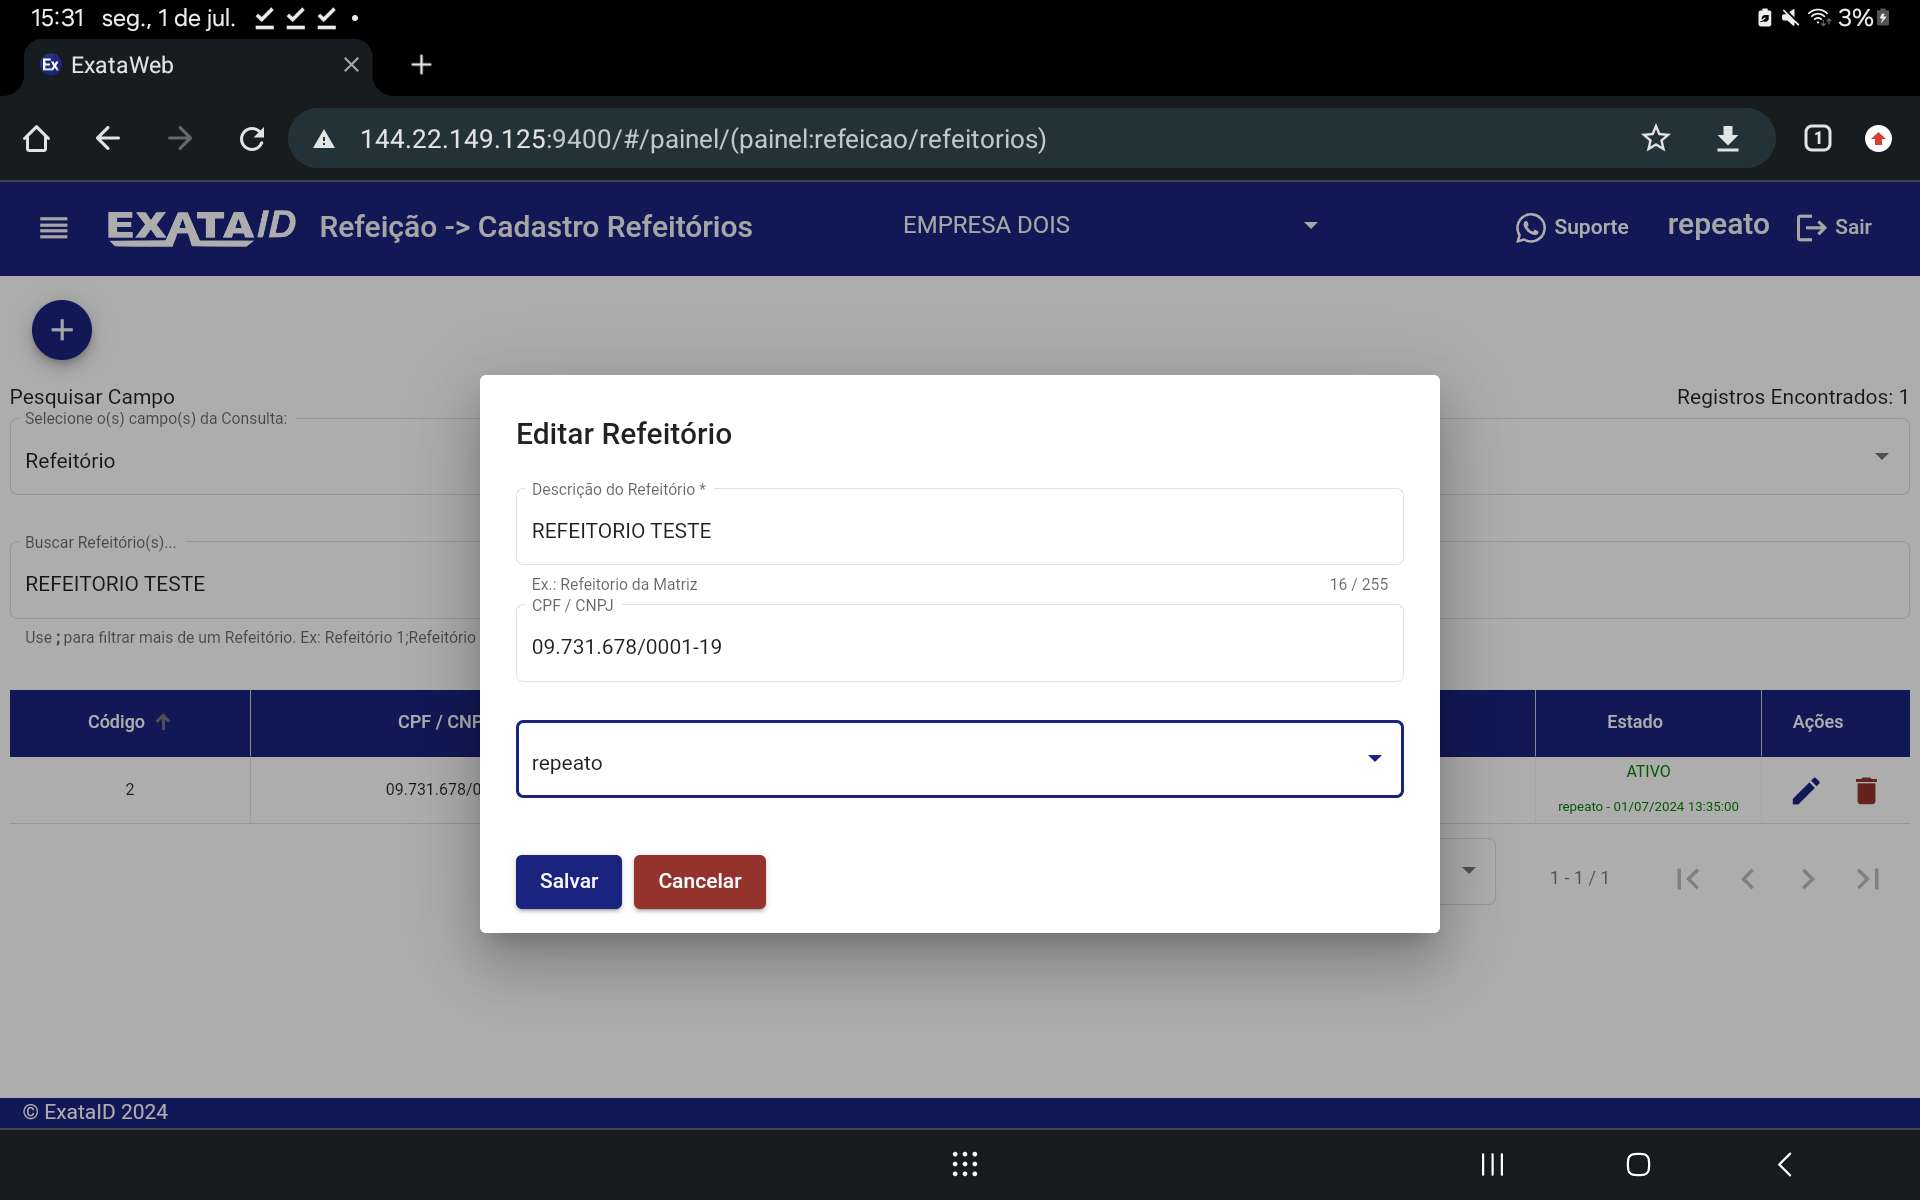 15:31 seg., 1 de jul. 3%
Ex ExataWeb
144.22.149.125:9400/#/painel/(painel:refeicao/refeitorios) 1
EXATAID Refeição -> Cadastro Refeitórios EMPRESA DOIS Suporte repeato Sair
Pesquisar Campo Registros Encontrados: 1
Selecione o(s) campo(s) da Consulta:
Refeitório
Buscar Refeitório(s)...
REFEITORIO TESTE
Use ; para filtrar mais de um Refeitório. Ex: Refeitório 1;Refeitório
Código CPF / CNP Estado Ações
2 09.731.678/0 ATIVO
repeato - 01/07/2024 13:35:00
1 - 1 / 1
Editar Refeitório
Descrição do Refeitório *
REFEITORIO TESTE
Ex.: Refeitorio da Matriz 16 / 255
CPF / CNPJ
09.731.678/0001-19
repeato
Salvar Cancelar
© ExataID 2024